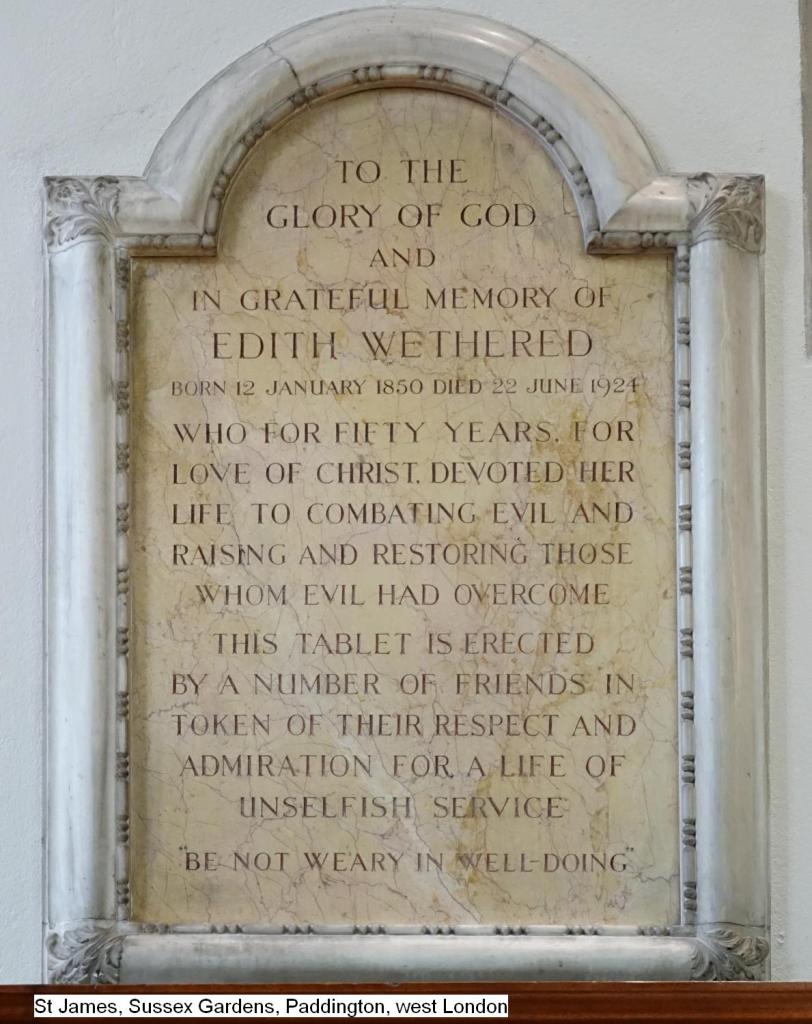 TO THE
GLORY OF GOD
AND
IN GRATEFUL MEMORY OF
EDITH WETHERED
BORN 12 JANUARY 1850 DIED 22 JUNE 1924
WHO FOR FIFTY YEARS, FOR
LOVE OF CHRIST, DEVOTED HER
LIFE TO COMBATING EVIL AND
RAISING AND RESTORING THOSE
WHOM EVIL HAD OVERCOME
THIS TABLET IS ERECTED
BY A NUMBER OF FRIENDS IN
TOKEN OF THEIR RESPECT AND
ADMIRATION FOR A LIFE OF
UNSELFISH SERVICE
"BE NOT WEARY IN WELL-DOING"
St James, Sussex Gardens, Paddington, west London